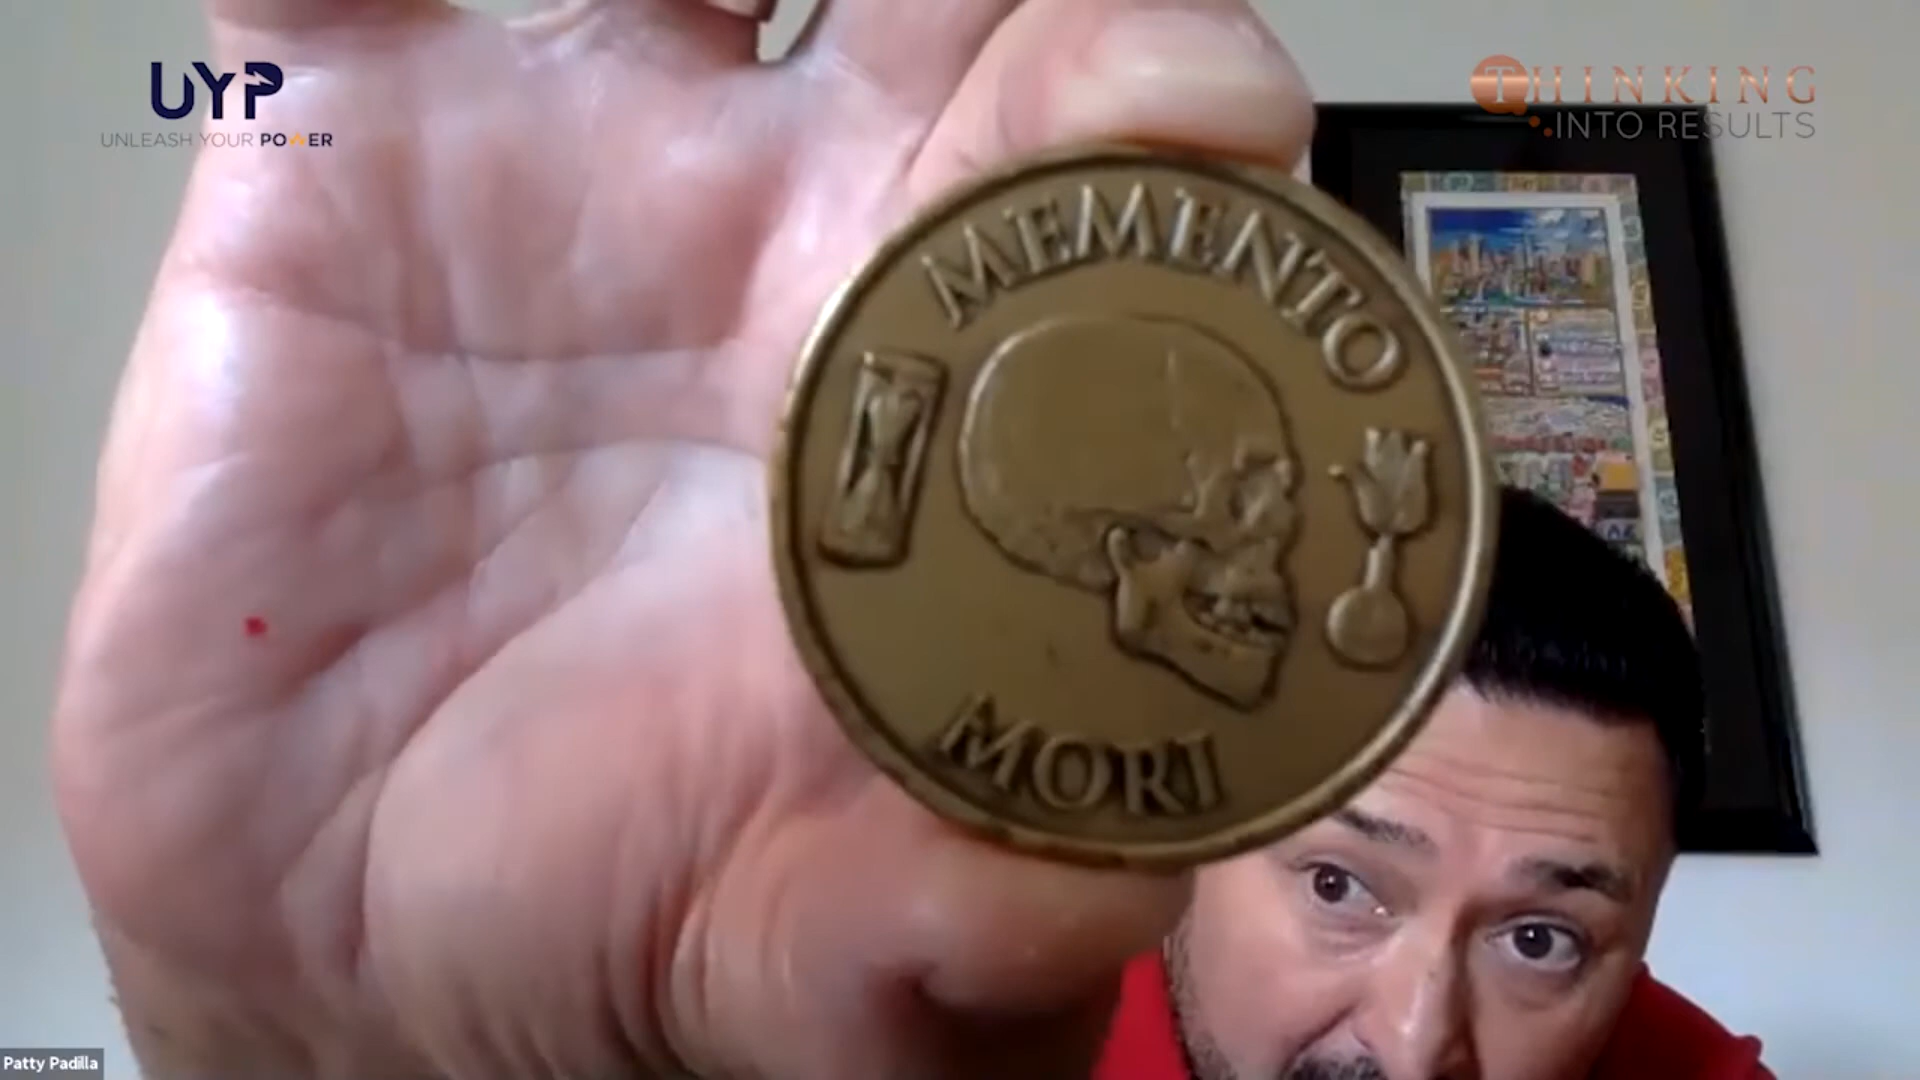 UYP
UNLEASH YOUR POWER
THINKING
INTO RESULTS
MEMENTO
MORI
Patty Padilla